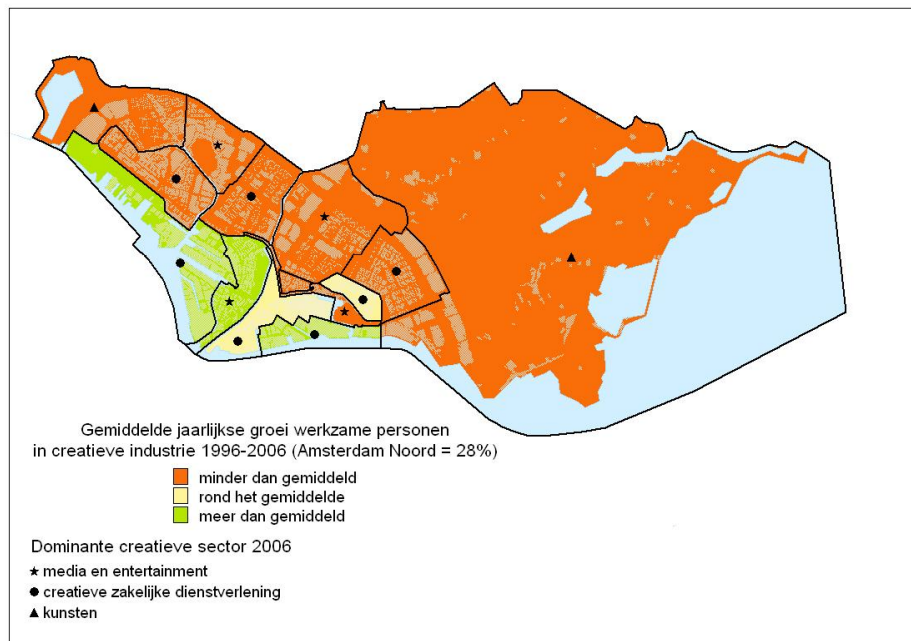 Gemiddelde jaarlijkse groei werkzame personen
in creatieve industrie 1996-2006 (Amsterdam Noord = 28%)
minder dan gemiddeld
rond het gemiddelde
meer dan gemiddeld
Dominante creatieve sector 2006
media en entertainment
creatieve zakelijke dienstverlening
kunsten